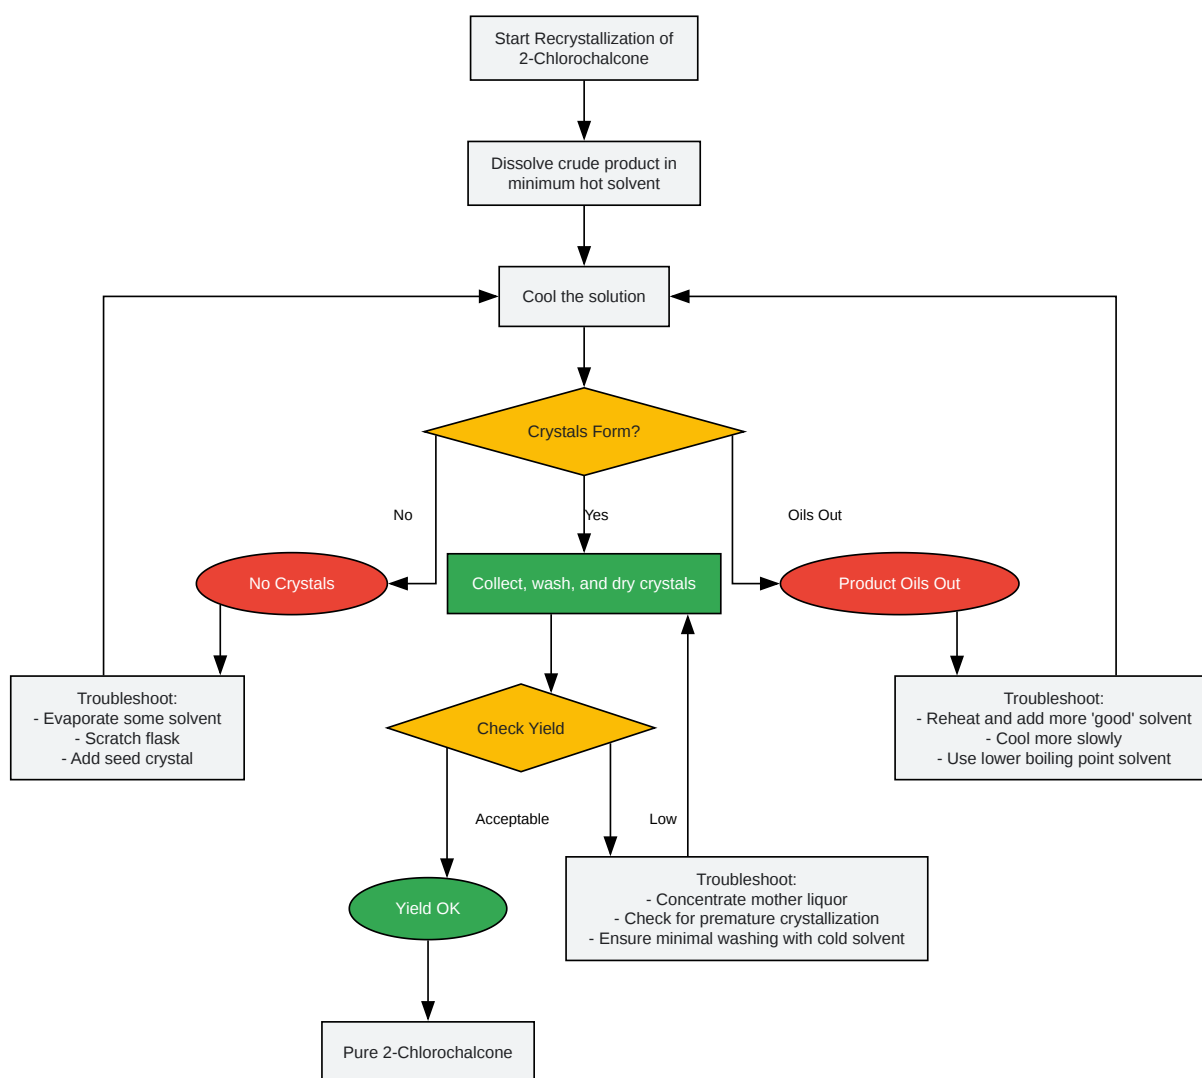 Start Recrystallization of
2-Chlorochalcone
Dissolve crude product in
minimum hot solvent
Cool the solution
Crystals Form?
No
Yes
Oils Out
No Crystals
Collect, wash, and dry crystals
Product Oils Out
Troubleshoot:
- Evaporate some solvent
- Scratch flask
- Add seed crystal
Check Yield
Troubleshoot:
- Reheat and add more 'good' solvent
- Cool more slowly
- Use lower boiling point solvent
Acceptable
Low
Yield OK
Troubleshoot:
- Concentrate mother liquor
- Check for premature crystallization
- Ensure minimal washing with cold solvent
Pure 2-Chlorochalcone